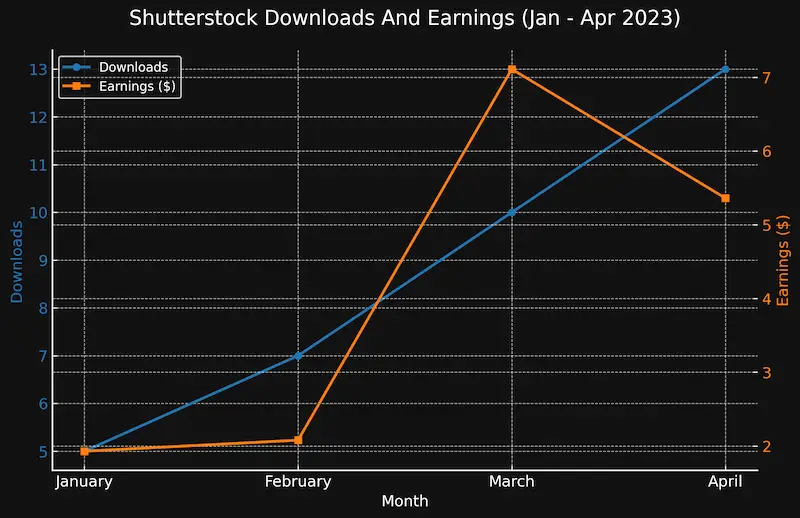 Shutterstock Downloads And Earnings (Jan - Apr 2023)
Downloads
Earnings ($)
13
12
11
10
9
8
7
6
5
Downloads
7
6
5
4
3
2
Earnings ($)
January February March April
Month